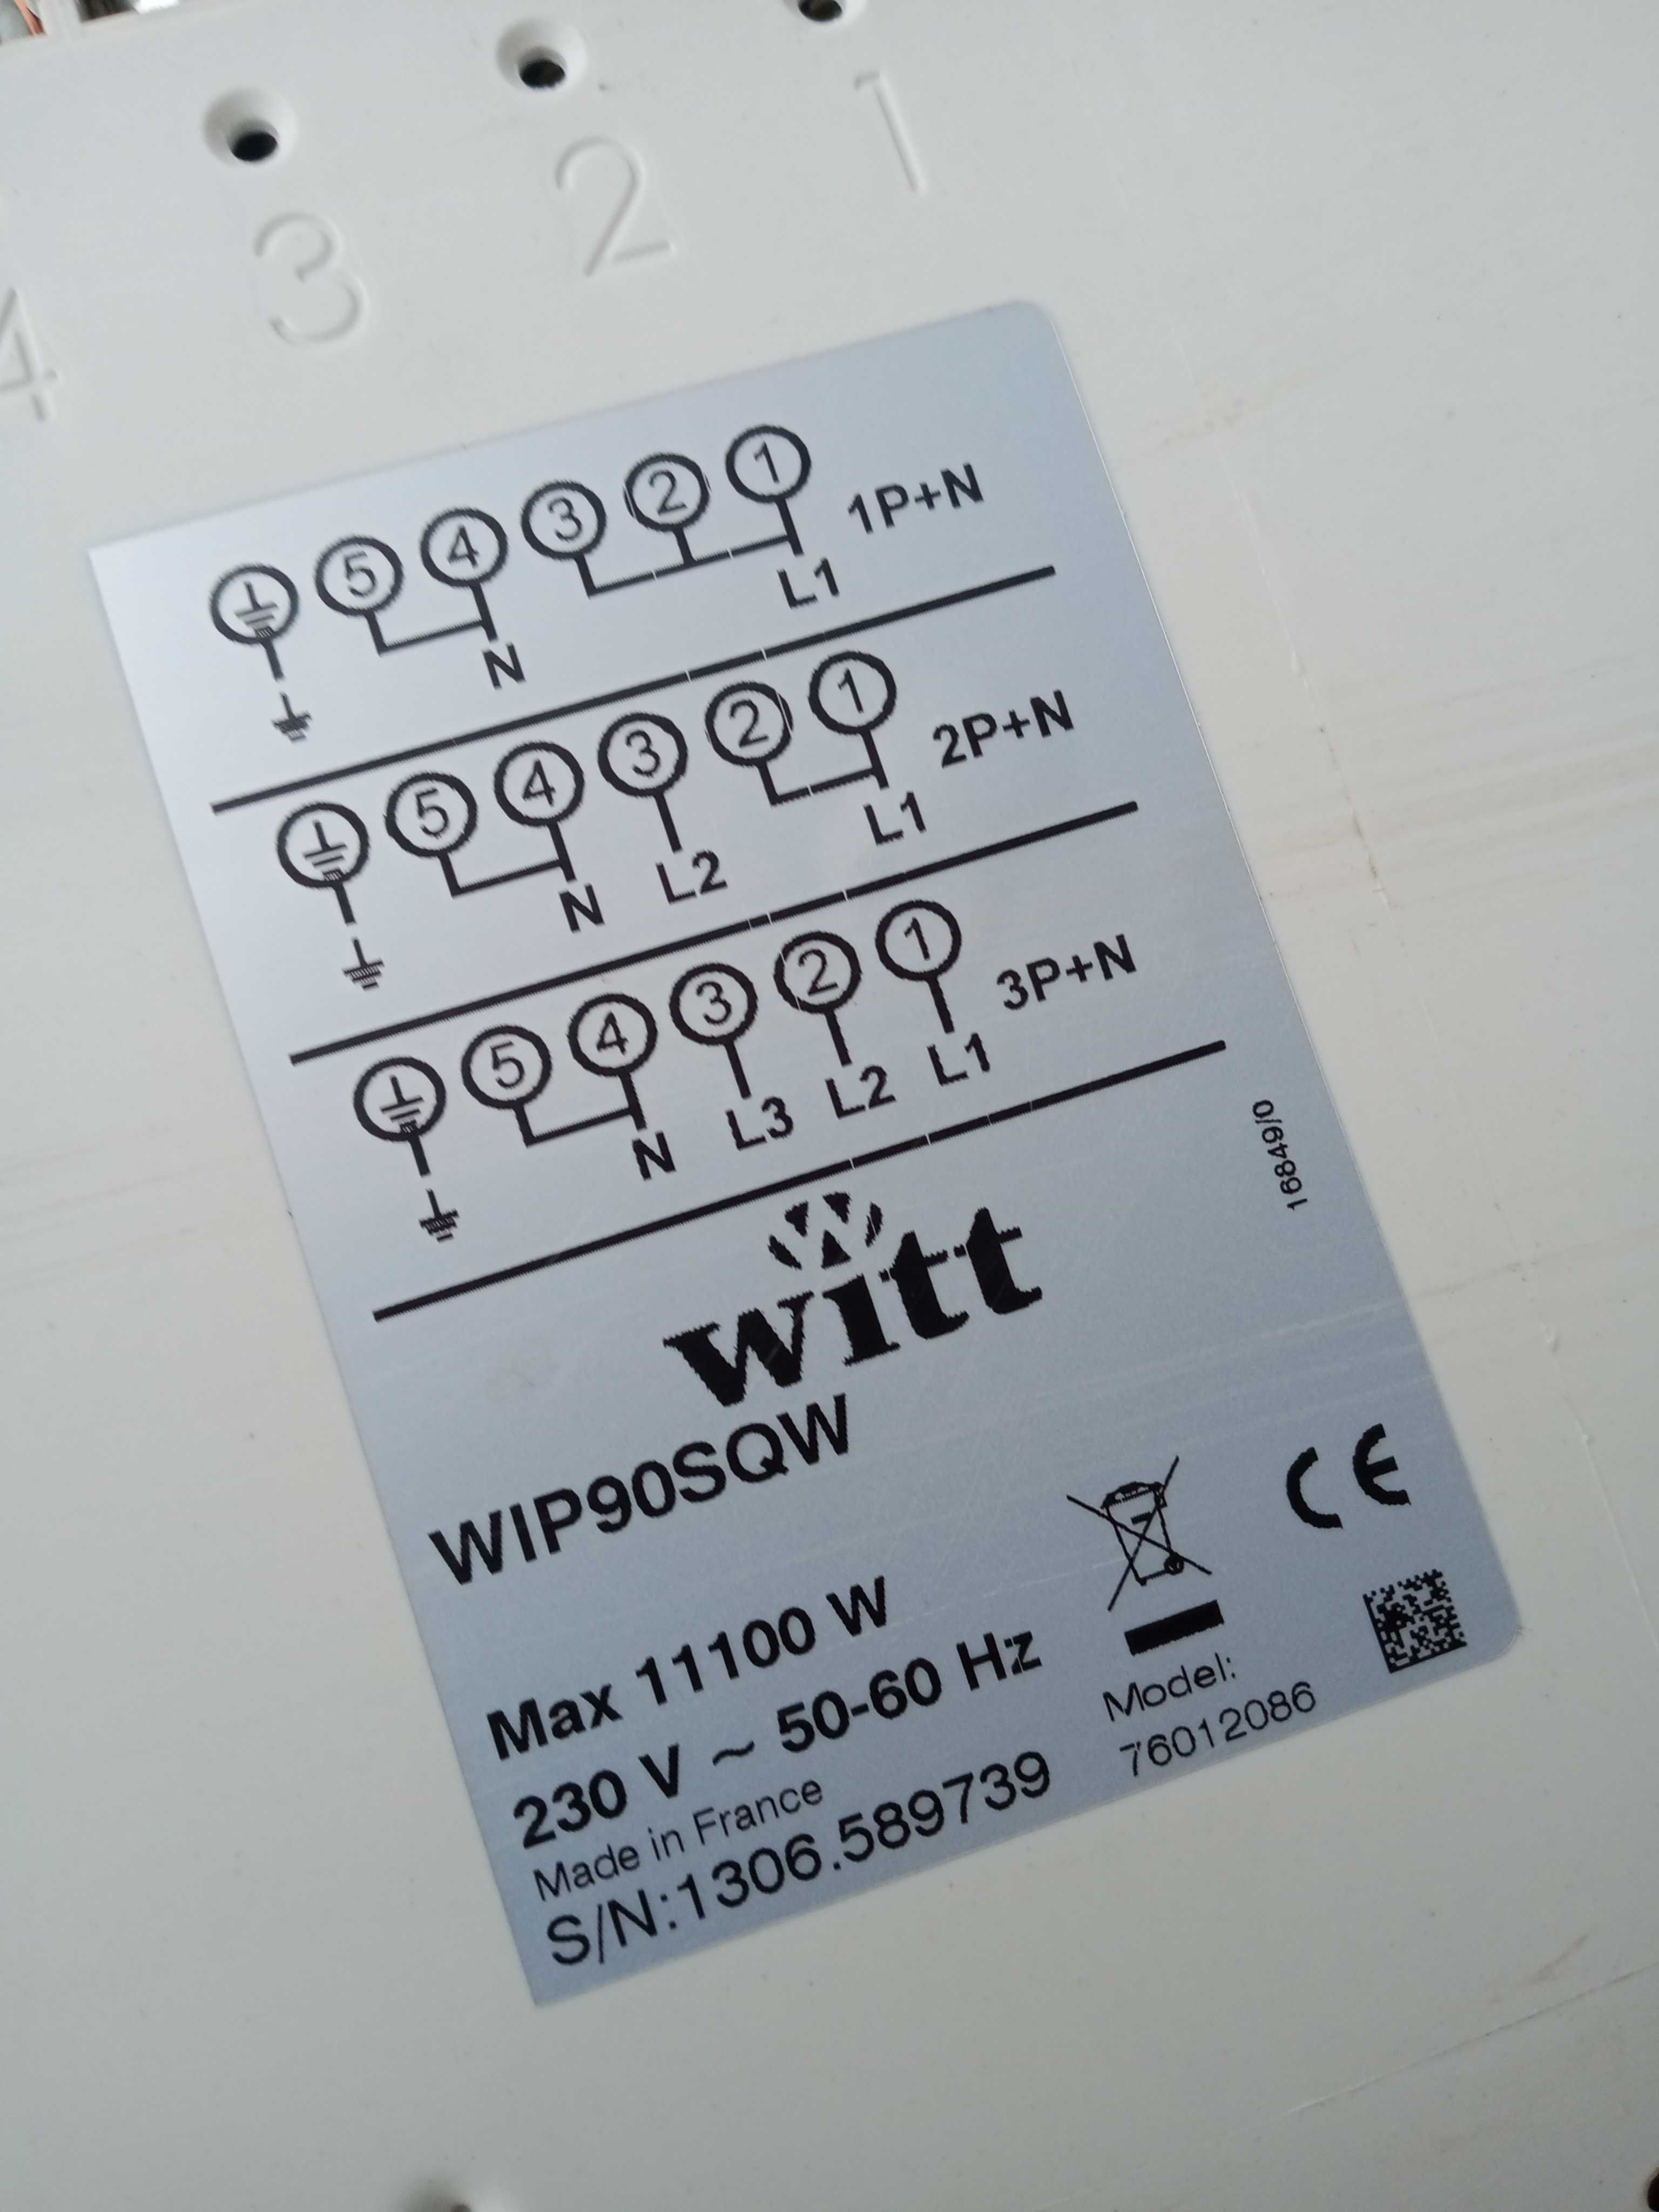 4 3 2 1
5 4 3 2 1 1P+N
N L1
5 4 3 2 1 2P+N
N L2 L1
5 4 3 2 1 3P+N
N L3 L2 L1
16849/0
witt
WIP90SQW
CE
Max 11100 W
230 V ~ 50-60 Hz
Model:
76012086
Made in France
S/N:1306.589739